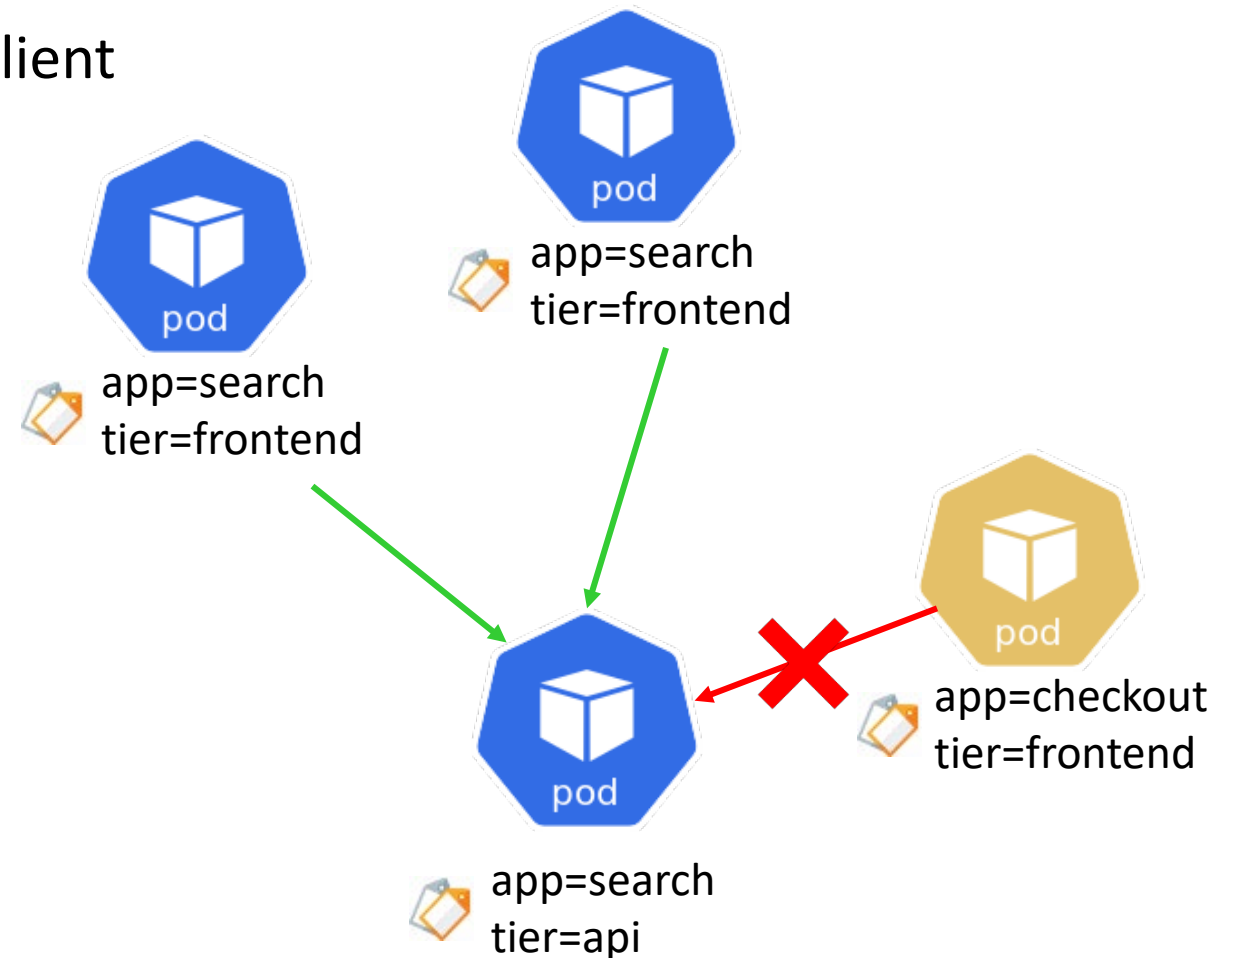 lient
pod
app=search
tier=frontend
pod
app=search
tier=frontend
pod
app=checkout
tier=frontend
pod
app=search
tier=api